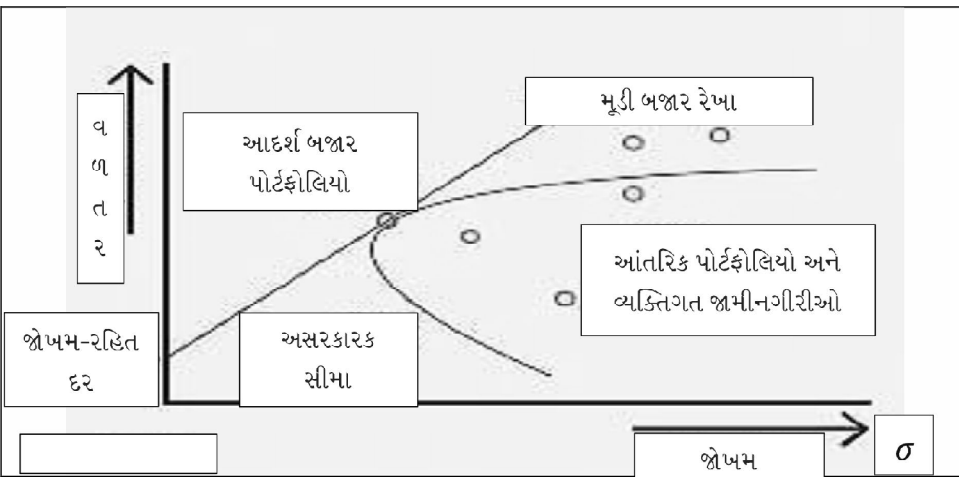 મૂડી બજાર રેખા
વ
ળ
ત
ર
આદર્શ બજાર
પોર્ટફોલિયો
આંતરિક પોર્ટફોલિયો અને
વ્યક્તિગત જામીનગીરીઓ
જોખમ-રહિત
દર
અસરકારક
સીમા
જોખમ
σ